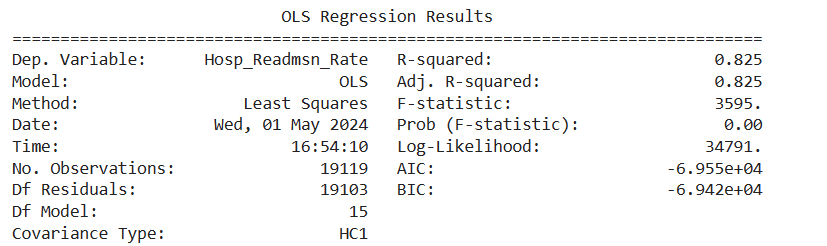 OLS Regression Results
==============================================================================
Dep. Variable: Hosp_Readmsn_Rate R-squared: 0.825
Model: OLS Adj. R-squared: 0.825
Method: Least Squares F-statistic: 3595.
Date: Wed, 01 May 2024 Prob (F-statistic): 0.00
Time: 16:54:10 Log-Likelihood: 34791.
No. Observations: 19119 AIC: -6.955e+04
Df Residuals: 19103 BIC: -6.942e+04
Df Model: 15
Covariance Type: HC1